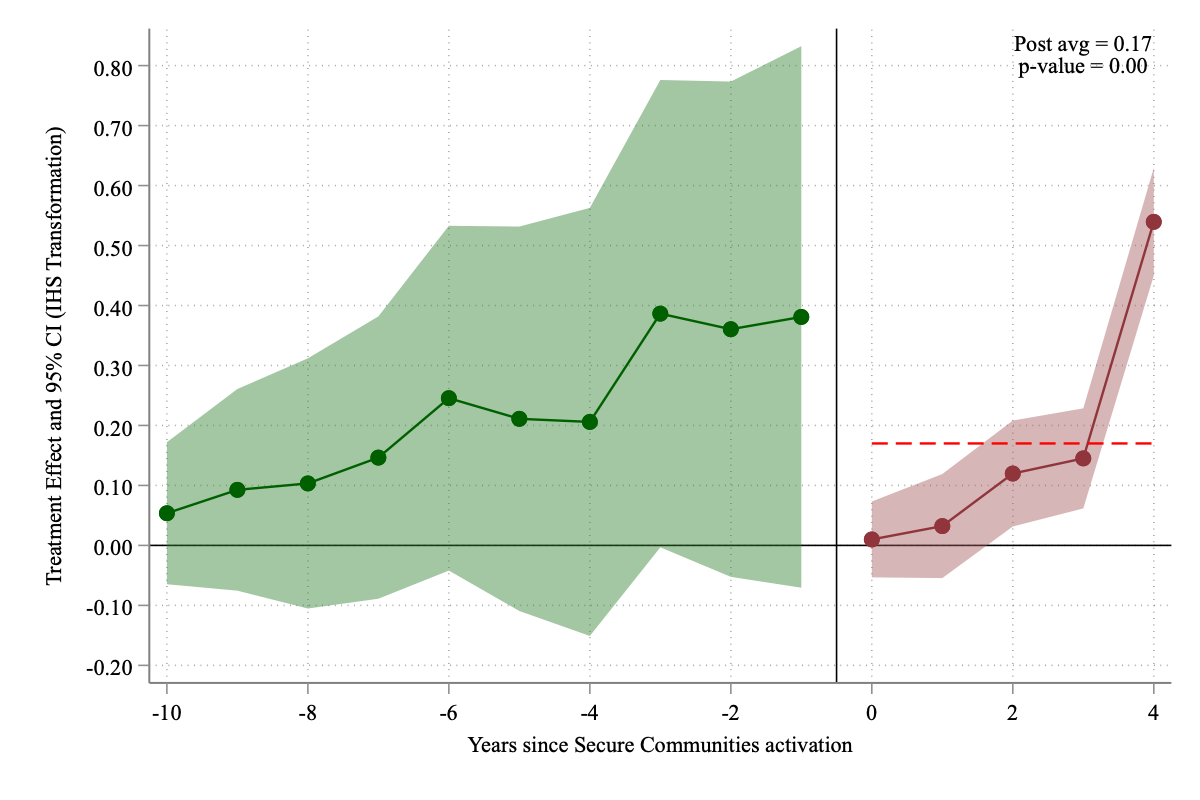 Post avg = 0.17
p-value = 0.00
Treatment Effect and 95% CI (IHS Transformation)
0.80
0.70
0.60
0.50
0.40
0.30
0.20
0.10
0.00
-0.10
-0.20
-10 -8 -6 -4 -2 0 2 4
Years since Secure Communities activation